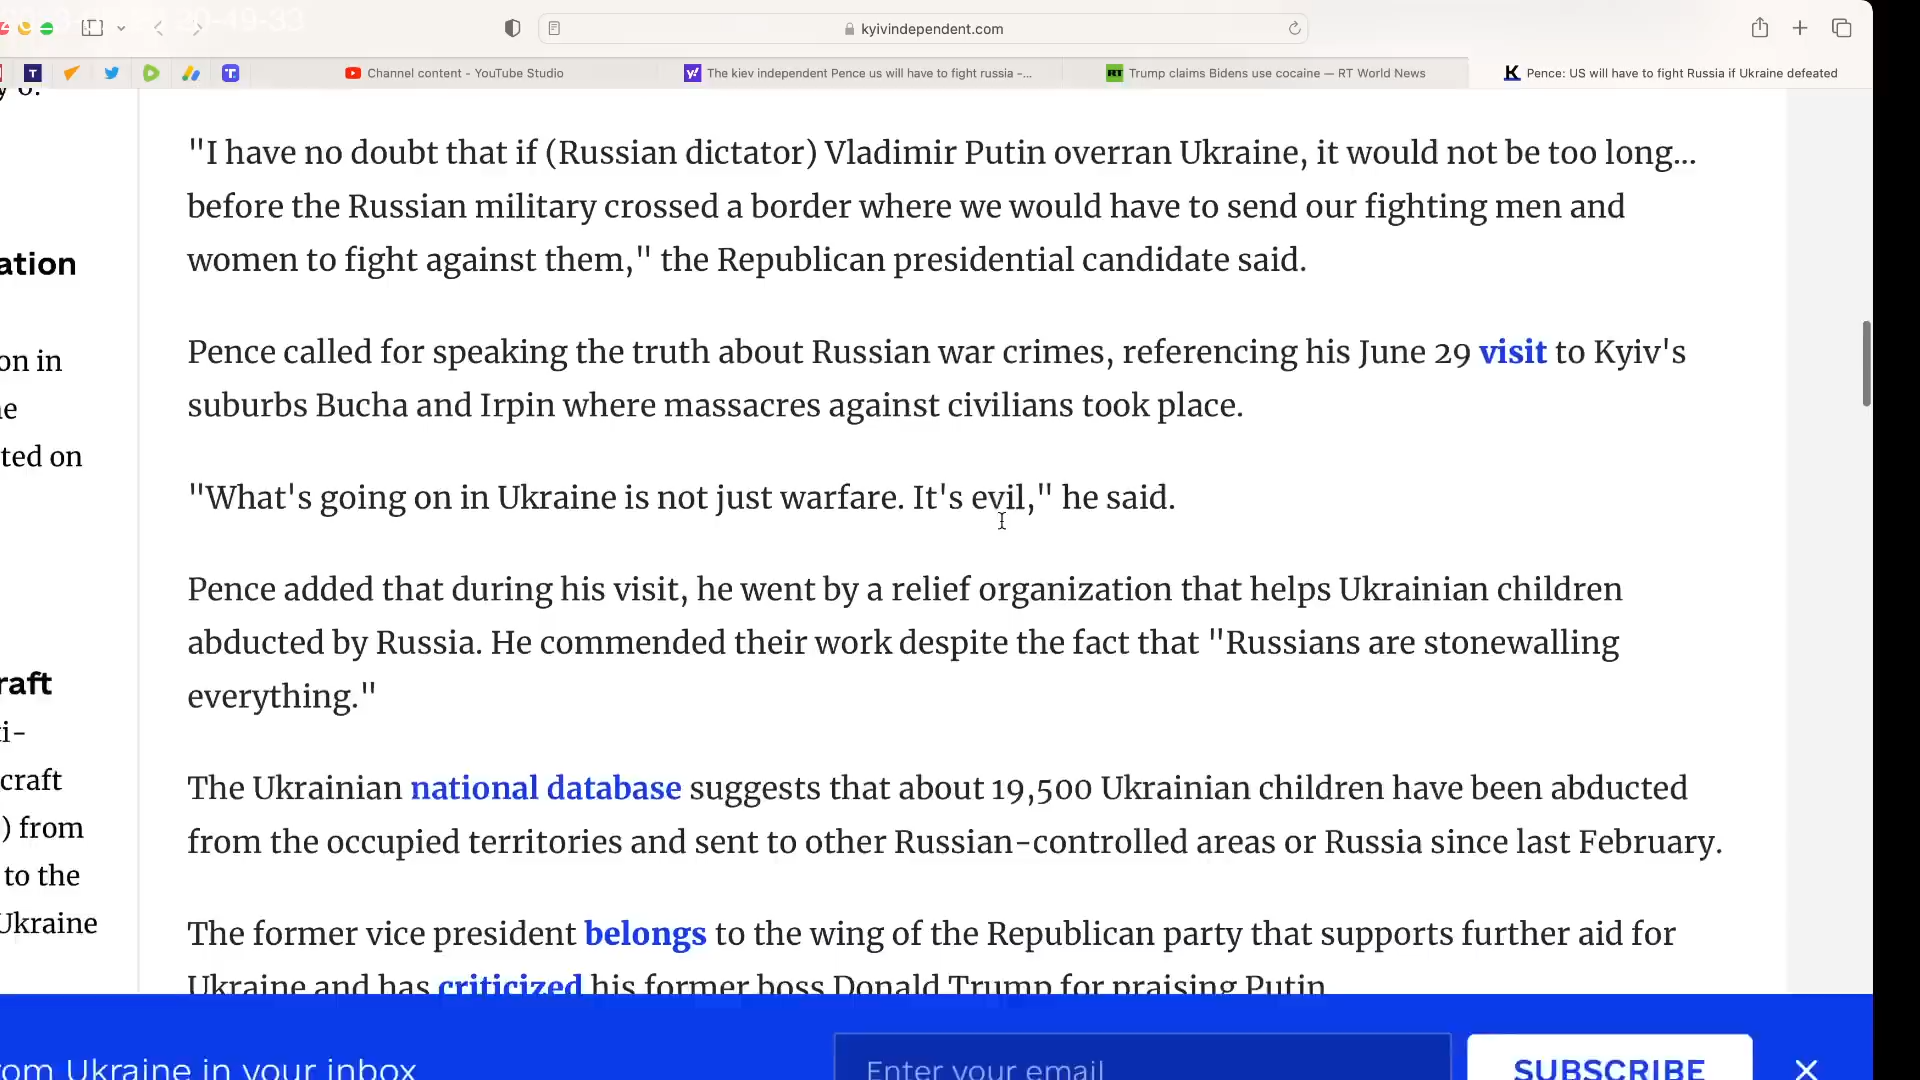 kyivindependent.com
Channel content - YouTube Studio
The kiev independent Pence us will have to fight russia -...
Trump claims Bidens use cocaine — RT World News
Pence: US will have to fight Russia if Ukraine defeated
"I have no doubt that if (Russian dictator) Vladimir Putin overran Ukraine, it would not be too long...
before the Russian military crossed a border where we would have to send our fighting men and
women to fight against them," the Republican presidential candidate said.
ation
Pence called for speaking the truth about Russian war crimes, referencing his June 29 visit to Kyiv's
on in
suburbs Bucha and Irpin where massacres against civilians took place.
ted on
"What's going on in Ukraine is not just warfare. It's evil," he said.
Pence added that during his visit, he went by a relief organization that helps Ukrainian children
abducted by Russia. He commended their work despite the fact that "Russians are stonewalling
raft
everything."
ti-
craft
The Ukrainian national database suggests that about 19,500 Ukrainian children have been abducted
) from
from the occupied territories and sent to other Russian-controlled areas or Russia since last February.
to the
Ukraine
The former vice president belongs to the wing of the Republican party that supports further aid for
Ukraine and has criticized his former boss Donald Trump for praising Putin
om Ukraine in your inbox
Enter your email
SUBSCRIBE